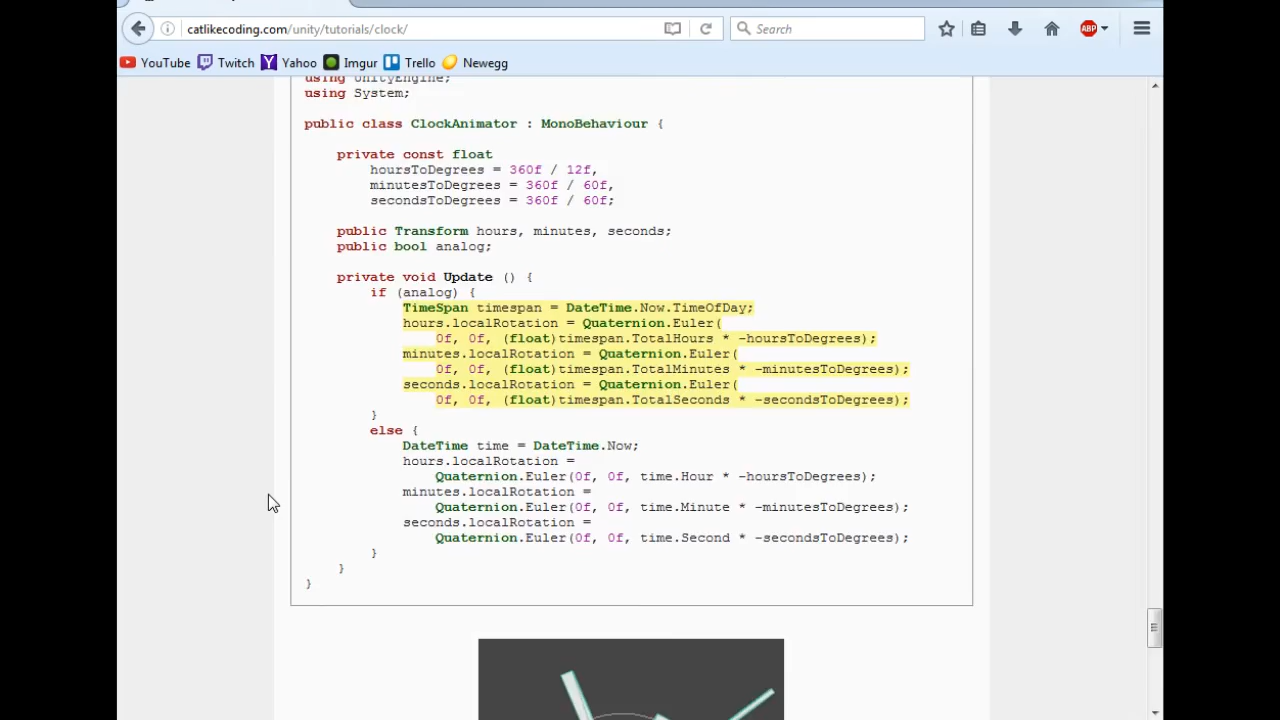 catlikecoding.com/unity/tutorials/clock/
Search
ABP
YouTube Twitch Yahoo Imgur Trello Newegg
using UnityEngine;
using System;
public class ClockAnimator : MonoBehaviour {
private const float
hoursToDegrees = 360f / 12f,
minutesToDegrees = 360f / 60f,
secondsToDegrees = 360f / 60f;
public Transform hours, minutes, seconds;
public bool analog;
private void Update () {
if (analog) {
TimeSpan timespan = DateTime.Now.TimeOfDay;
hours.localRotation = Quaternion.Euler(
0f, 0f, (float)timespan.TotalHours * -hoursToDegrees);
minutes.localRotation = Quaternion.Euler(
0f, 0f, (float)timespan.TotalMinutes * -minutesToDegrees);
seconds.localRotation = Quaternion.Euler(
0f, 0f, (float)timespan.TotalSeconds * -secondsToDegrees);
}
else {
DateTime time = DateTime.Now;
hours.localRotation =
Quaternion.Euler(0f, 0f, time.Hour * -hoursToDegrees);
minutes.localRotation =
Quaternion.Euler(0f, 0f, time.Minute * -minutesToDegrees);
seconds.localRotation =
Quaternion.Euler(0f, 0f, time.Second * -secondsToDegrees);
}
}
}